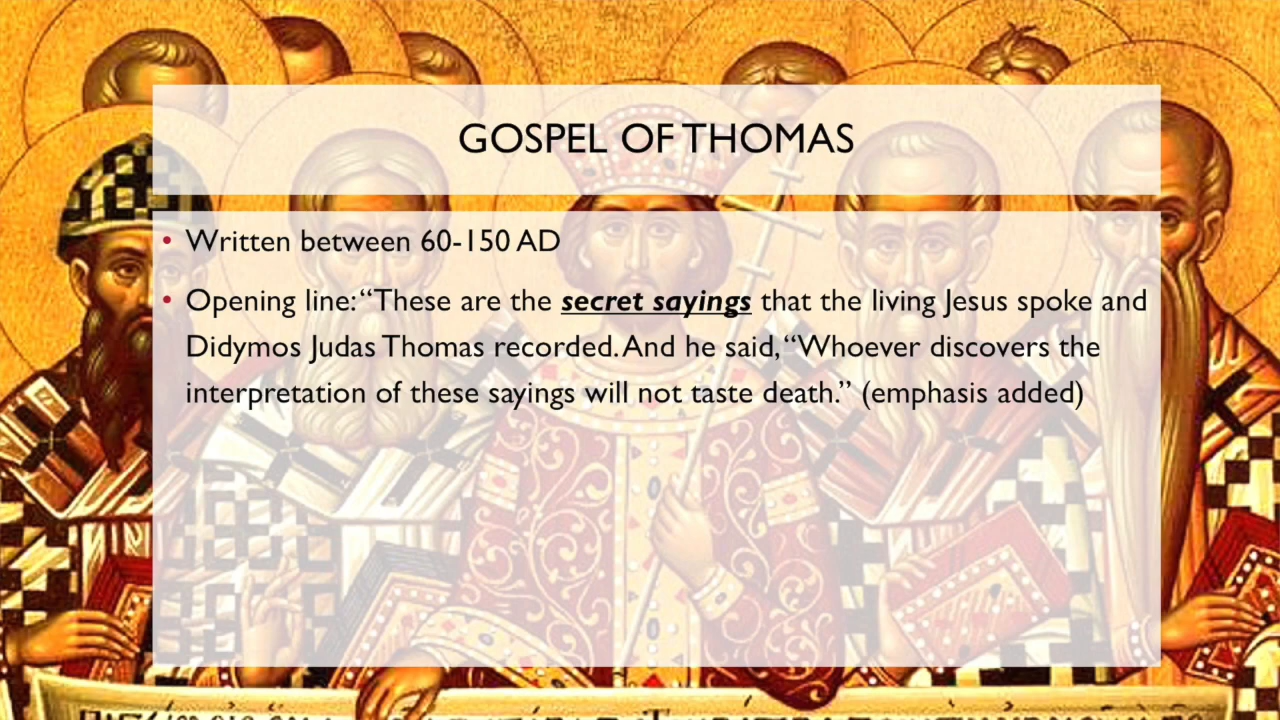 GOSPEL OF THOMAS
• Written between 60-150 AD
• Opening line: “These are the secret sayings that the living Jesus spoke and
Didymos Judas Thomas recorded. And he said, “Whoever discovers the
interpretation of these sayings will not taste death.” (emphasis added)